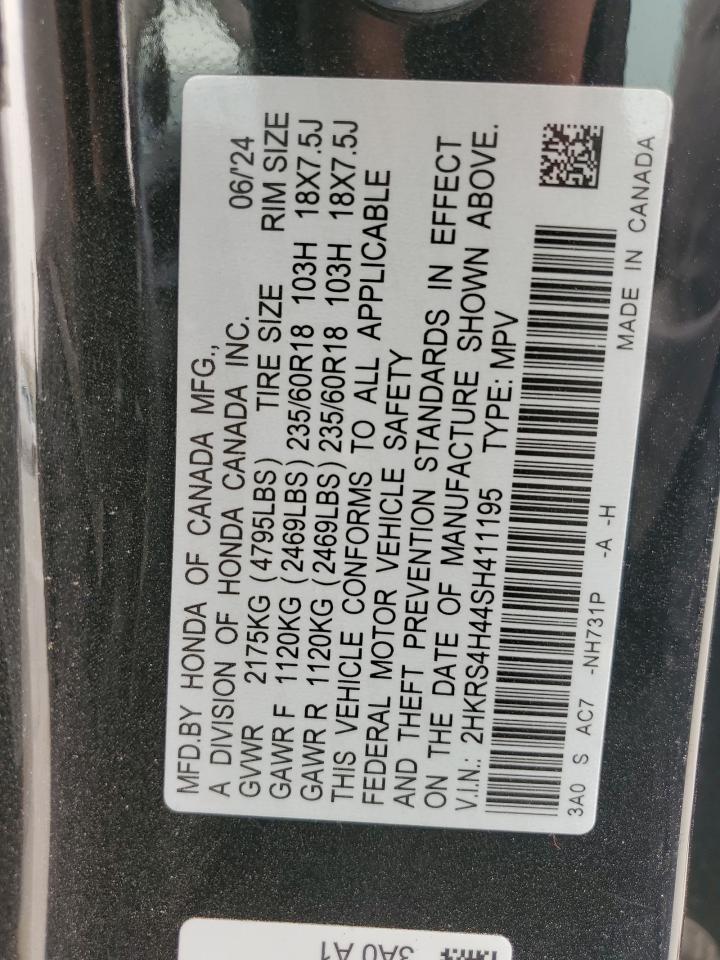 MFD.BY HONDA OF CANADA MFG.,
A DIVISION OF HONDA CANADA INC. 06/'24
GVWR 2175KG (4795LBS) TIRE SIZE RIM SIZE
GAWR F 1120KG (2469LBS) 235/60R18 103H 18X7.5J
GAWR R 1120KG (2469LBS) 235/60R18 103H 18X7.5J
THIS VEHICLE CONFORMS TO ALL APPLICABLE
FEDERAL MOTOR VEHICLE SAFETY
AND THEFT PREVENTION STANDARDS IN EFFECT
ON THE DATE OF MANUFACTURE SHOWN ABOVE.
V.I.N.: 2HKRS4H44SH411195 TYPE: MPV
3A0 S AC7 -NH731P -A -H
MADE IN CANADA
3A0 A1